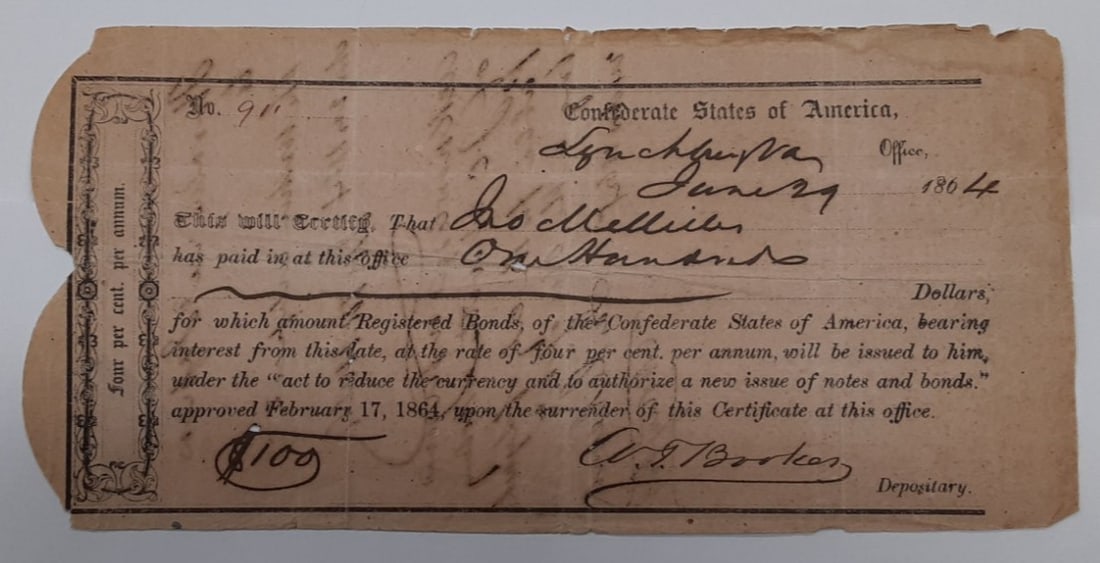 No. 911
Confederate States of America,
Lynchburg Va Office,
June 29 1864
This will Certify, That Jno
has paid in at this office One Hundred
Dollars,
for which amount Registered Bonds, of the Confederate States of America, bearing
interest from this date, at the rate of four per cent. per annum, will be issued to him,
under the "act to reduce the currency and to authorize a new issue of notes and bonds."
approved February 17, 1864, upon the surrender of this Certificate at this office.
$100
W. T. Booker
Depositary.
Four per cent. per annum.